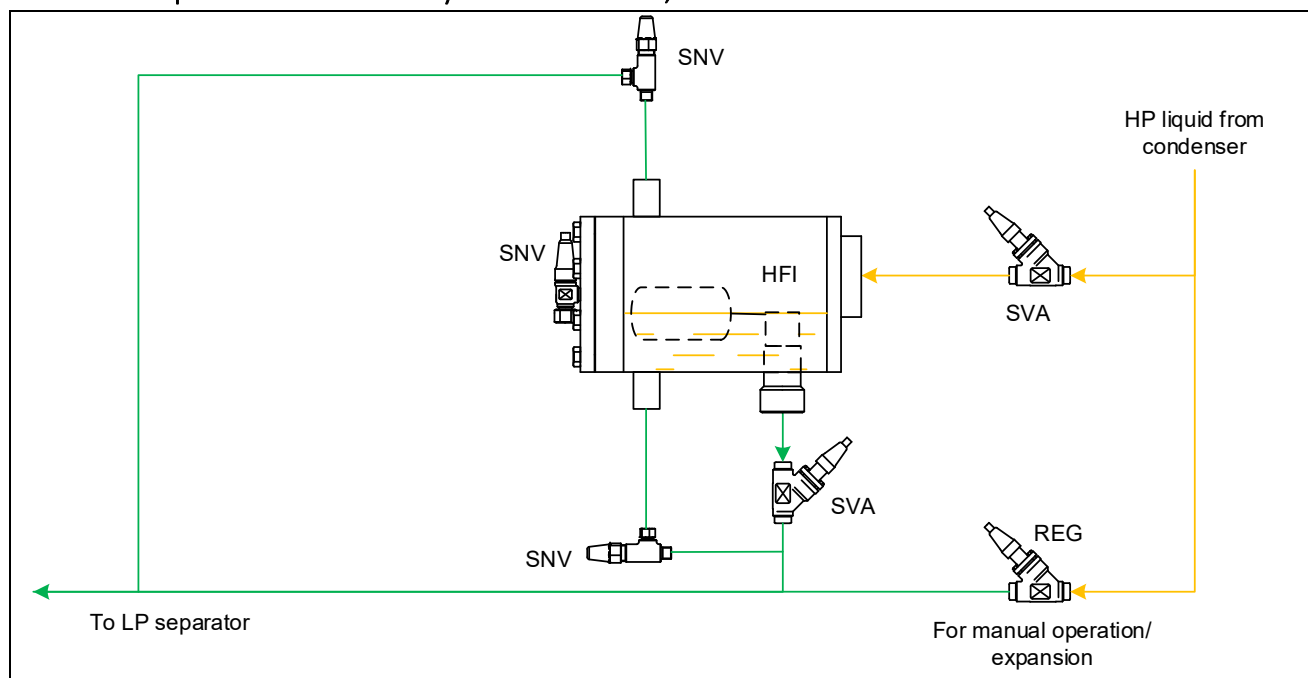 SNV
HP liquid from
condenser
SNV
HFI
SVA
SVA
SNV
REG
To LP separator
For manual operation/
expansion